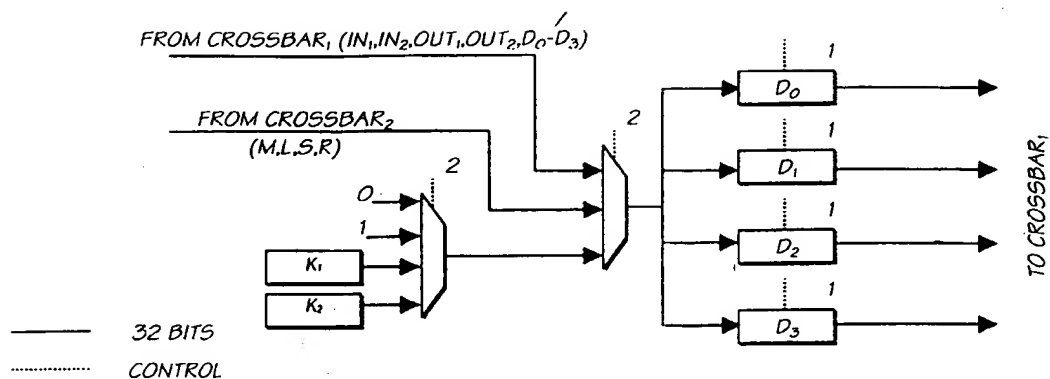 FROM CROSSBAR₁ (IN₁,IN₂,OUT₁,OUT₂,D₀-D₃)
1
D₀
FROM CROSSBAR₂
(M,L,S,R)
2
1
D₁
2
0
1
K₁
K₂
1
D₂
1
D₃
TO CROSSBAR₁
32 BITS
CONTROL